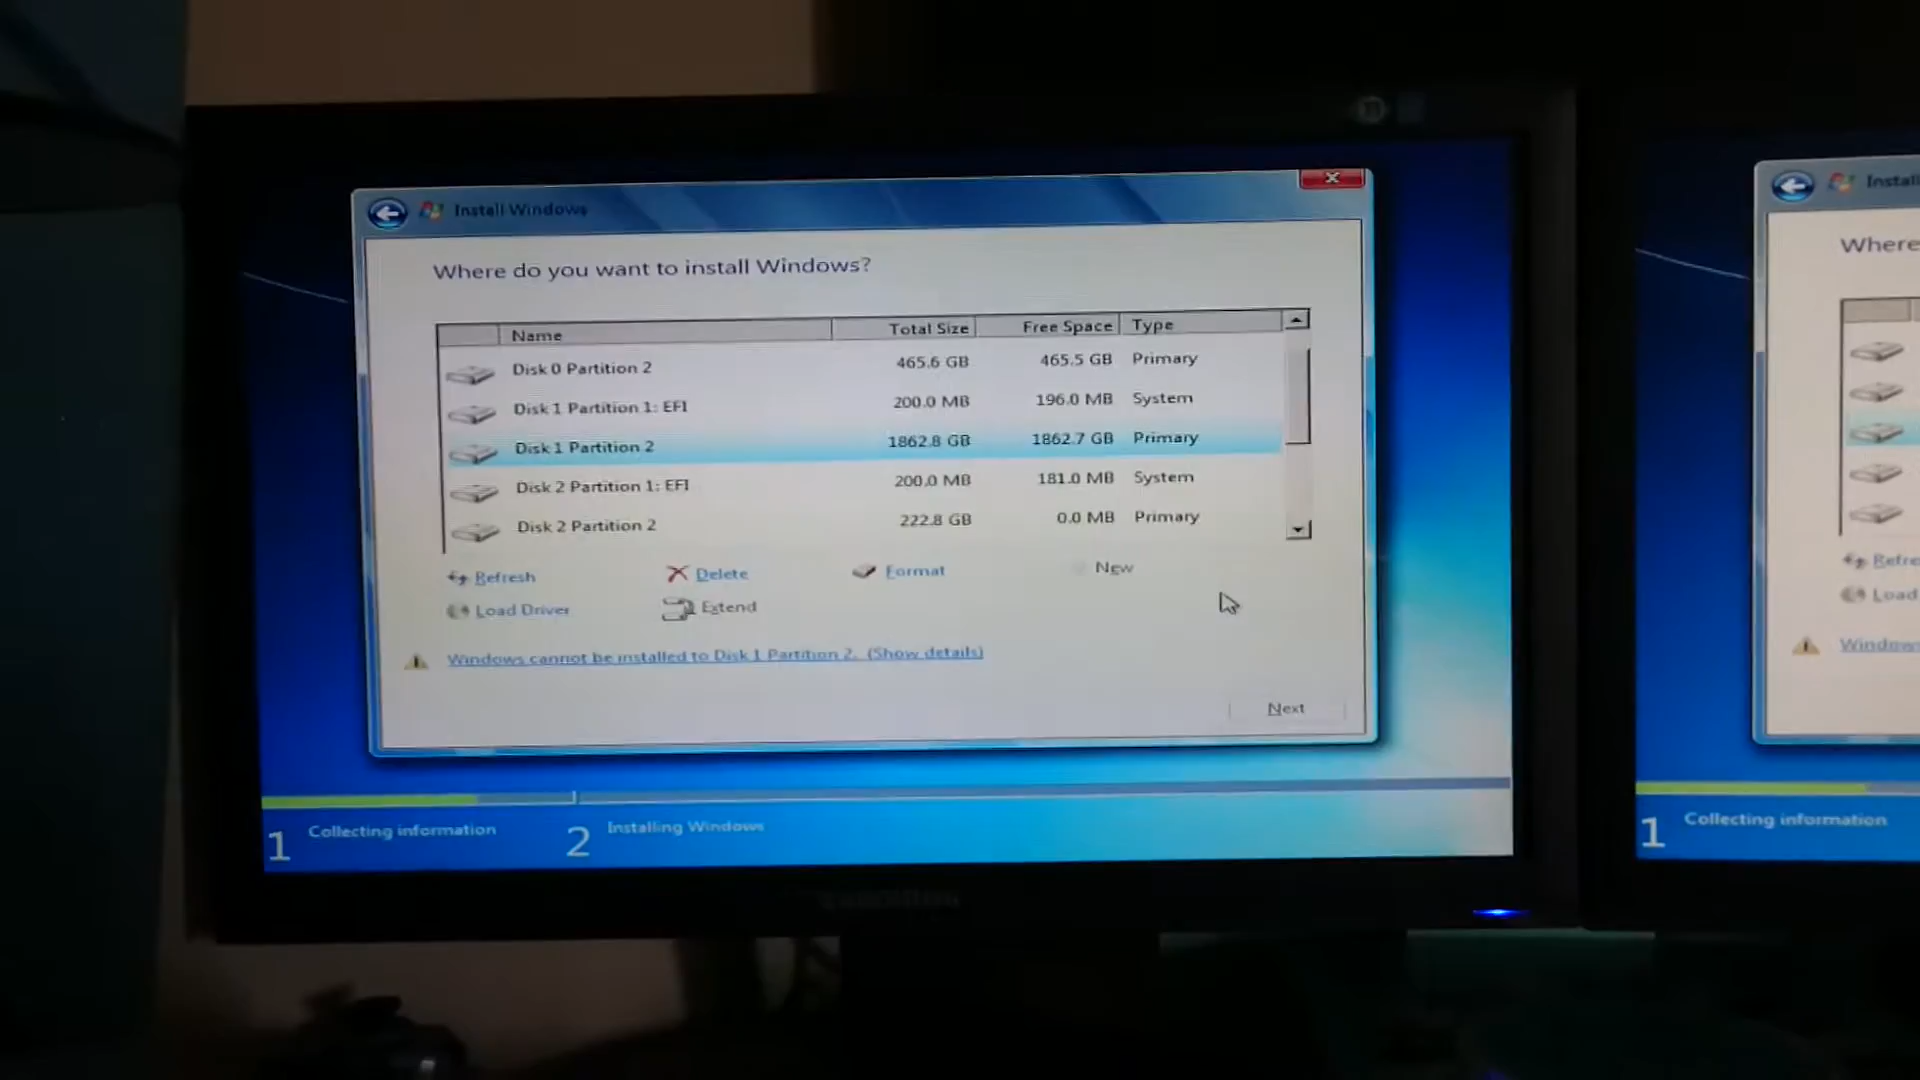 Install Windows
Where do you want to install Windows?
Name Total Size Free Space Type
Disk 0 Partition 2 465.6 GB 465.5 GB Primary
Disk 1 Partition 1: EFI 200.0 MB 196.0 MB System
Disk 1 Partition 2 1862.8 GB 1862.7 GB Primary
Disk 2 Partition 1: EFI 200.0 MB 181.0 MB System
Disk 2 Partition 2 222.8 GB 0.0 MB Primary
Refresh Delete Format New
Load Driver Extend
Windows cannot be installed to Disk 1 Partition 2. (Show details)
Next
1 Collecting information 2 Installing Windows
Install
Where
Refre
Load
Windows
1 Collecting information